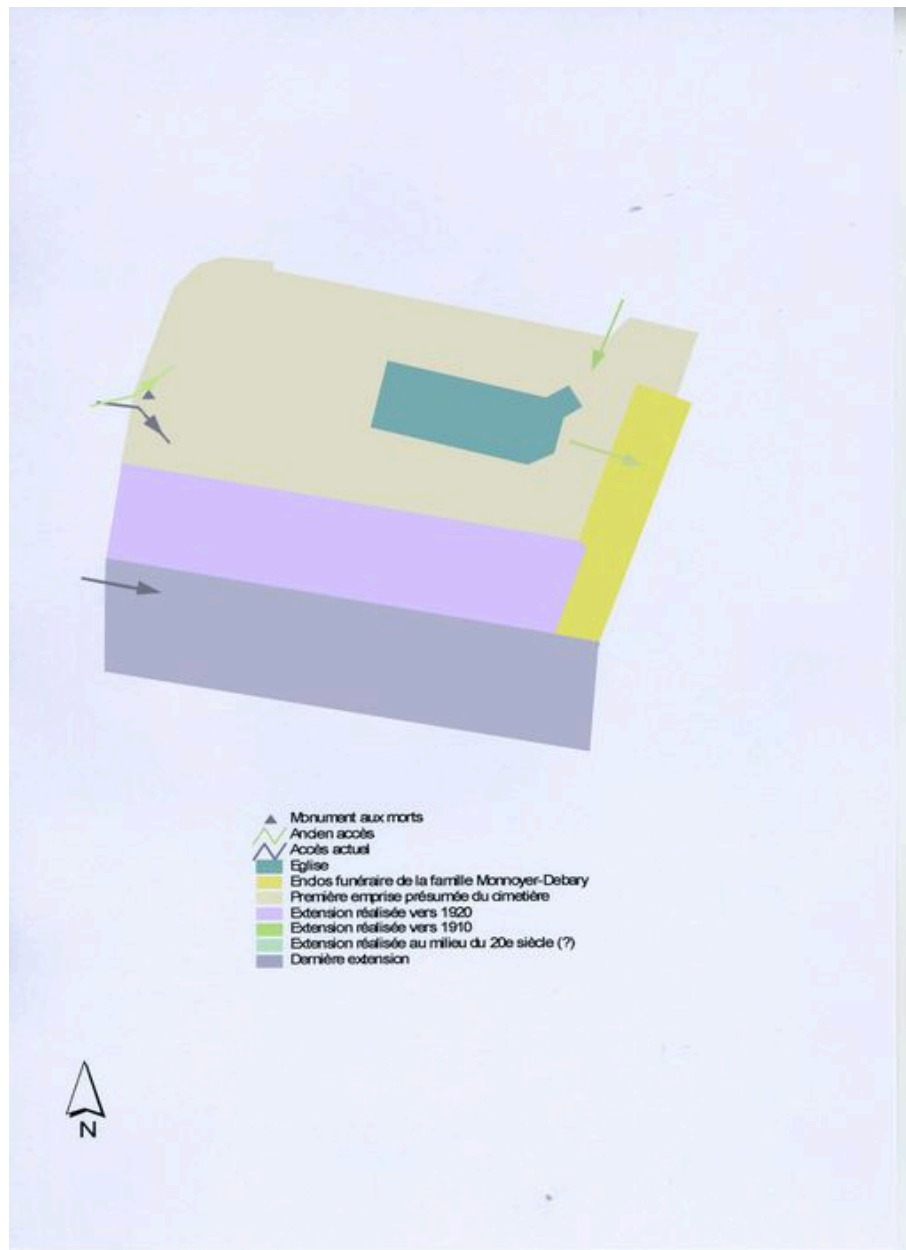 Monument aux morts
Ancien accès
Accès actuel
Eglise
Enclos funéraire de la famille Monnoyer-Debary
Première emprise présumée du cimetière
Extension réalisée vers 1920
Extension réalisée vers 1910
Extension réalisée au milieu du 20e siècle (?)
Dernière extension
N